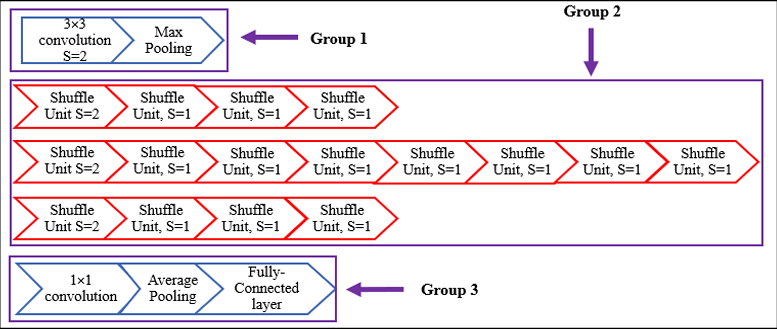 Group 2
3×3
convolution
S=2
Max
Pooling
Group 1
Shuffle
Unit S=2
Shuffle
Unit, S=1
Shuffle
Unit, S=1
Shuffle
Unit, S=1
Shuffle
Unit S=2
Shuffle
Unit, S=1
Shuffle
Unit, S=1
Shuffle
Unit, S=1
Shuffle
Unit, S=1
Shuffle
Unit, S=1
Shuffle
Unit, S=1
Shuffle
Unit, S=1
Shuffle
Unit S=2
Shuffle
Unit, S=1
Shuffle
Unit, S=1
Shuffle
Unit, S=1
1×1
convolution
Average
Pooling
Fully-
Connected
layer
Group 3